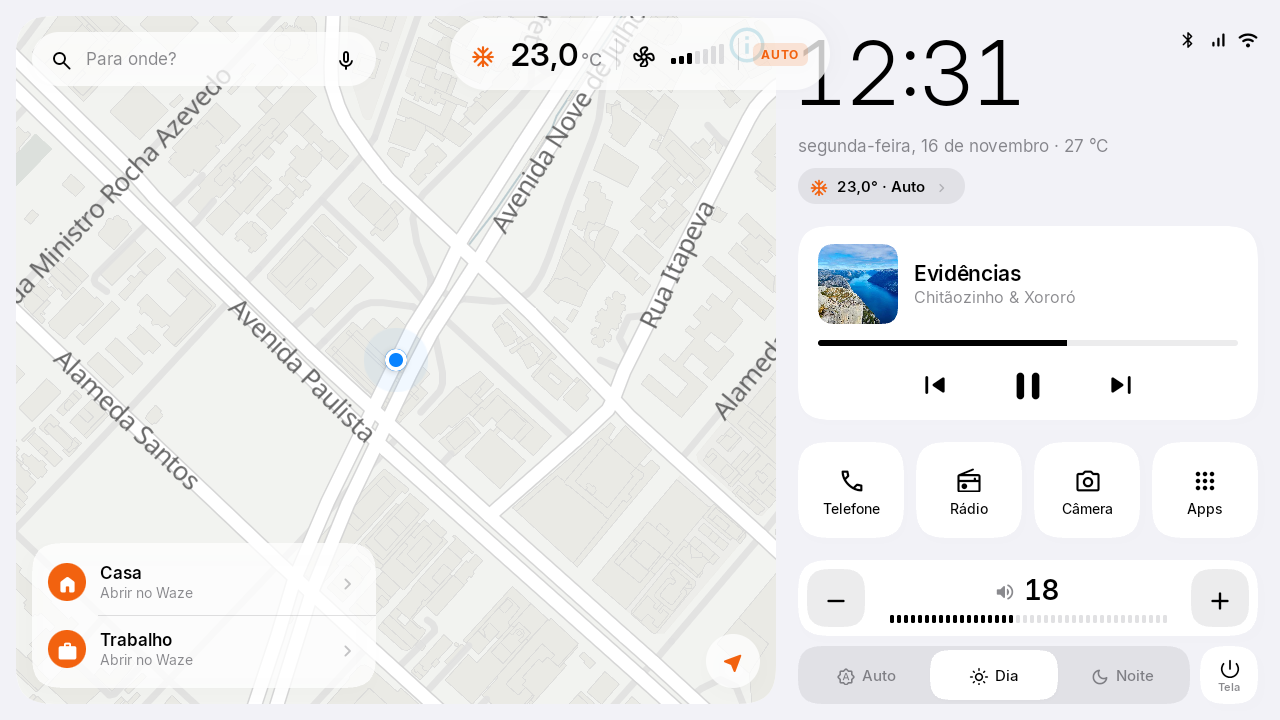 Para onde?
23,0 °C
AUTO
12:31
segunda-feira, 16 de novembro · 27 °C
23,0° · Auto
Evidências
Chitãozinho & Xororó
Telefone
Rádio
Câmera
Apps
18
Auto
Dia
Noite
Tela
da Ministro Rocha Azevedo
Avenida Nove de Julho
Rua Itapeva
Avenida Paulista
Alameda Santos
Alameda
Casa
Abrir no Waze
Trabalho
Abrir no Waze